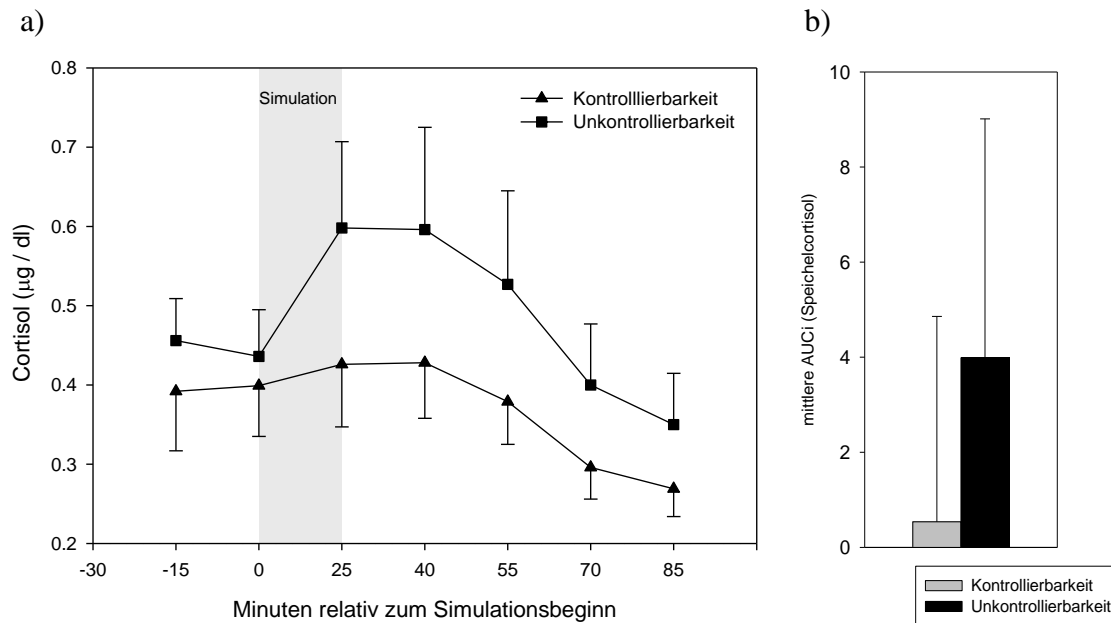 a)
0.8
0.7
0.6
0.5
0.4
0.3
0.2
Cortisol (µg / dl)
Simulation
Kontrolllierbarkeit
Unkontrollierbarkeit
-30 -15 0 25 40 55 70 85
Minuten relativ zum Simulationsbeginn
b)
10
8
6
4
2
0
mittlere AUCi (Speichelcortisol)
Kontrollierbarkeit
Unkontrollierbarkeit